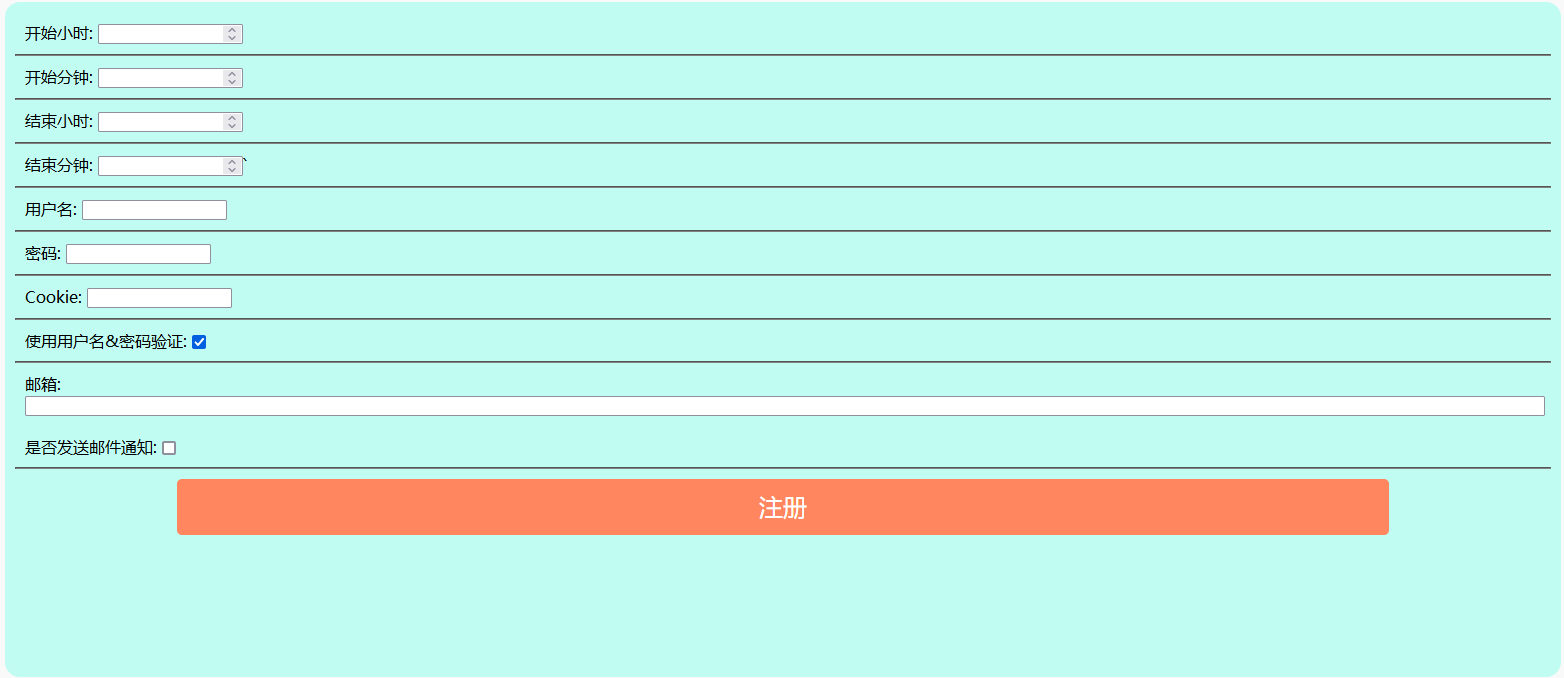 开始小时:
开始分钟:
结束小时:
结束分钟: `
用户名:
密码:
Cookie:
使用用户名&密码验证:
邮箱:
是否发送邮件通知:
注册